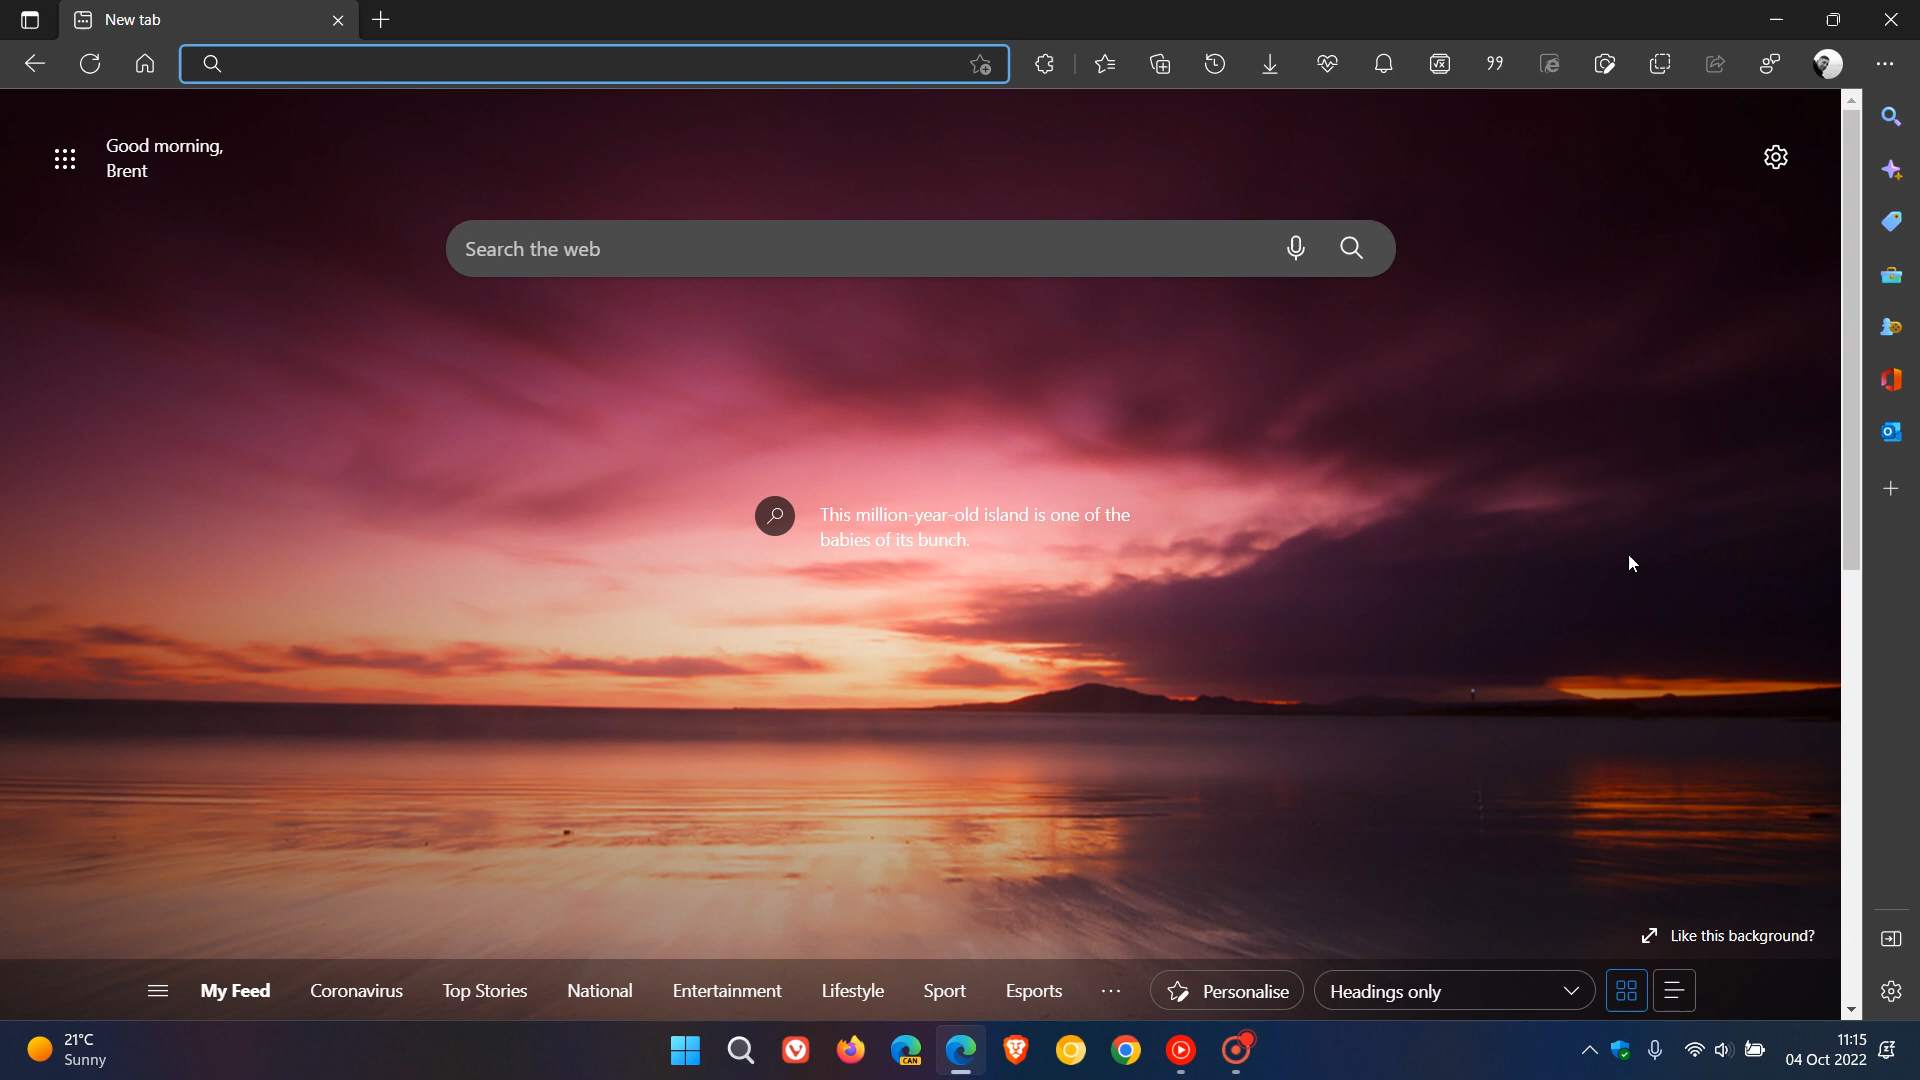 New tab
Good morning,
Brent
Search the web
This million-year-old island is one of the
babies of its bunch.
Like this background?
My Feed
Coronavirus
Top Stories
National
Entertainment
Lifestyle
Sport
Esports
Personalise
Headings only
21°C
Sunny
CAN
11:15
04 Oct 2022